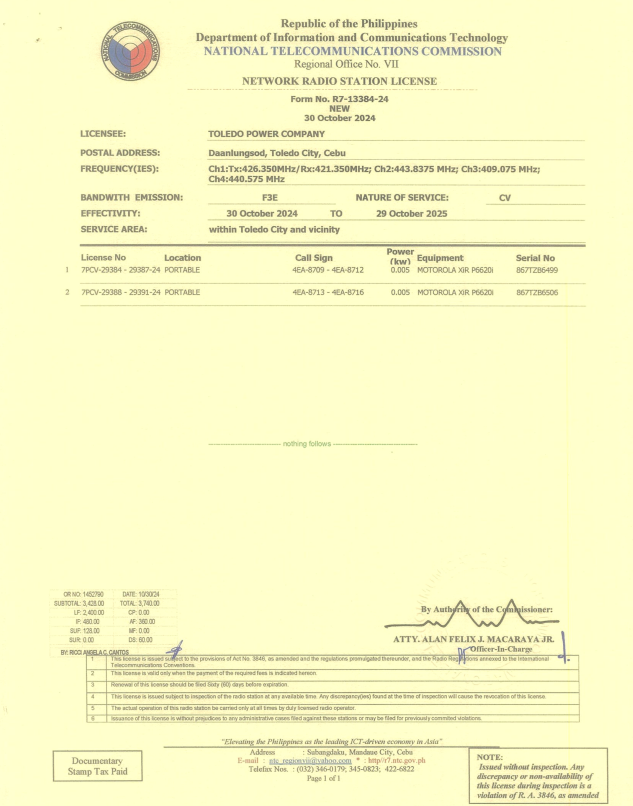 Republic of the Philippines
Department of Information and Communications Technology
NATIONAL TELECOMMUNICATIONS COMMISSION
Regional Office No. VII
NETWORK RADIO STATION LICENSE
Form No. R7-13384-24
NEW
30 October 2024
LICENSEE: TOLEDO POWER COMPANY
POSTAL ADDRESS: Daanlungsod, Toledo City, Cebu
FREQUENCY(IES): Ch1:Tx:426.350MHz/Rx:421.350MHz; Ch2:443.8375 MHz; Ch3:409.075 MHz;
Ch4:440.575 MHz
BANDWITH EMISSION: F3E NATURE OF SERVICE: CV
EFFECTIVITY: 30 October 2024 TO 29 October 2025
SERVICE AREA: within Toledo City and vicinity
License No Location Call Sign Power (kw) Equipment Serial No
1 7PCV-29384 - 29387-24 PORTABLE 4EA-8709 - 4EA-8712 0.005 MOTOROLA XiR P6620i 867TZB6499
2 7PCV-29388 - 29391-24 PORTABLE 4EA-8713 - 4EA-8716 0.005 MOTOROLA XiR P6620i 867TZB6506
nothing follows
OR NO: 1452790 DATE: 10/30/24
SUBTOTAL: 3,428.00 TOTAL: 3,740.00
LF: 2,400.00 CP: 0.00
IF: 480.00 AF: 360.00
SUF: 128.00 MF: 0.00
SUR: 0.00 DS: 60.00
BY: RICCI ANGELA C. CANTOS
By Authority of the Commissioner:
ATTY. ALAN FELIX J. MACARAYA JR.
Officer-In-Charge
1 This license is issued subject to the provisions of Act No. 3846, as amended and the regulations promulgated thereunder, and the Radio Regulations annexed to the International
Telecommunications Conventions.
2 This license is valid only when the payment of the required fees is indicated hereon.
3 Renewal of this license should be filed Sixty (60) days before expiration.
4 This license is issued subject to inspection of the radio station at any available time. Any discrepancy(ies) found at the time of inspection will cause the revocation of this license.
5 The actual operation of this radio station be carried only at all times by duly licensed radio operator.
6 Issuance of this license is without prejudices to any administrative cases filed against these stations or may be filed for previously commited violations.
"Elevating the Philippines as the leading ICT-driven economy in Asia"
Address : Subangdaku, Mandaue City, Cebu
E-mail : ntc_regionvii@yahoo.com * : http//r7.ntc.gov.ph
Telefax Nos. : (032) 346-0179; 345-0823; 422-6822
Page 1 of 1
Documentary
Stamp Tax Paid
NOTE:
Issued without inspection. Any
discrepancy or non-availability of
this license during inspection is a
violation of R. A. 3846, as amended